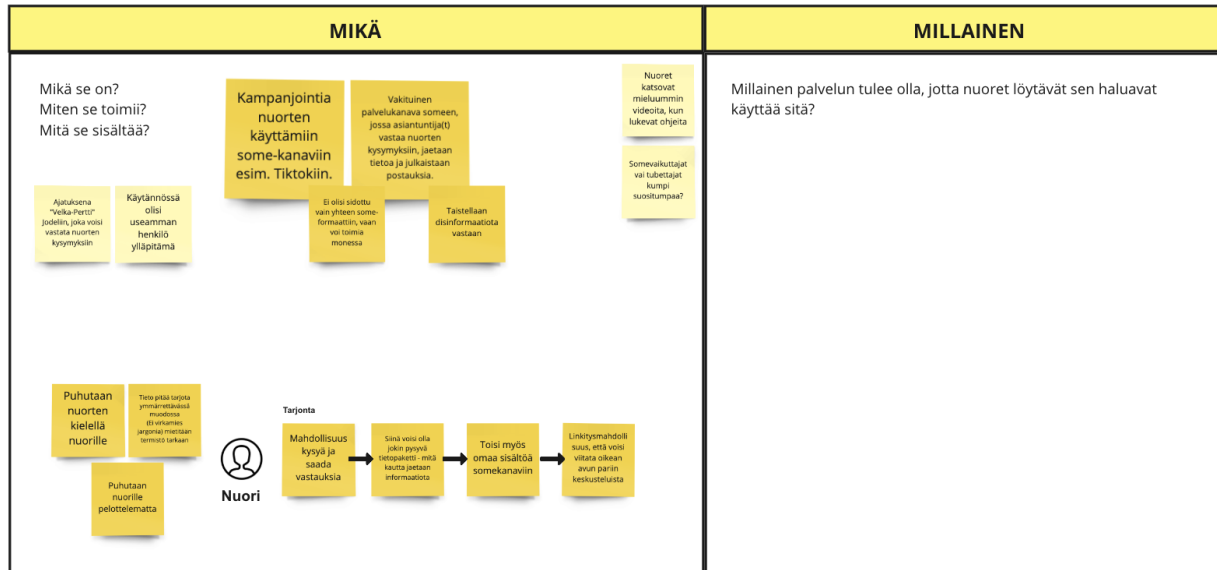 MIKÄ
MILLAINEN
Mikä se on?
Miten se toimii?
Mitä se sisältää?
Kampanjointia
nuorten
käyttämiin
some-kanaviin
esim. Tiktokiin.
Vakituinen
palvelukanava someen,
jossa asiantuntija(t)
vastaa nuorten
kysymyksiin, jaetaan
tietoa ja julkaistaan
postauksia.
Nuoret
katsovat
mieluummin
videoita, kun
lukevat ohjeita
Millainen palvelun tulee olla, jotta nuoret löytävät sen haluavat
käyttää sitä?
Somevaikuttajat
vai tubettajat
kumpi
suositumpaa?
Ajatuksena
"Velka-Pertti"
Jodeliin, joka voisi
vastata nuorten
kysymyksiin
Käytännössä
olisi
useamman
henkilö
ylläpitämä
Ei olisi sidottu
vain yhteen some-
formaattiin, vaan
voi toimia
monessa
Taistellaan
disinformaatiota
vastaan
Puhutaan
nuorten
kielellä
nuorille
Tieto pitää tarjota
ymmärrettävässä
muodossa
(Ei virkamies
jargonia) mietitään
termistö tarkaan
Puhutaan
nuorille
pelottelematta
Nuori
Tarjonta
Mahdollisuus
kysyä ja
saada
vastauksia
Siinä voisi olla
jokin pysyvä
tietopaketti - mitä
kautta jaetaan
informaatiota
Toisi myös
omaa sisältöä
somekanaviin
Linkitysmahdolli
suus, että voisi
viitata oikean
avun pariin
keskusteluista